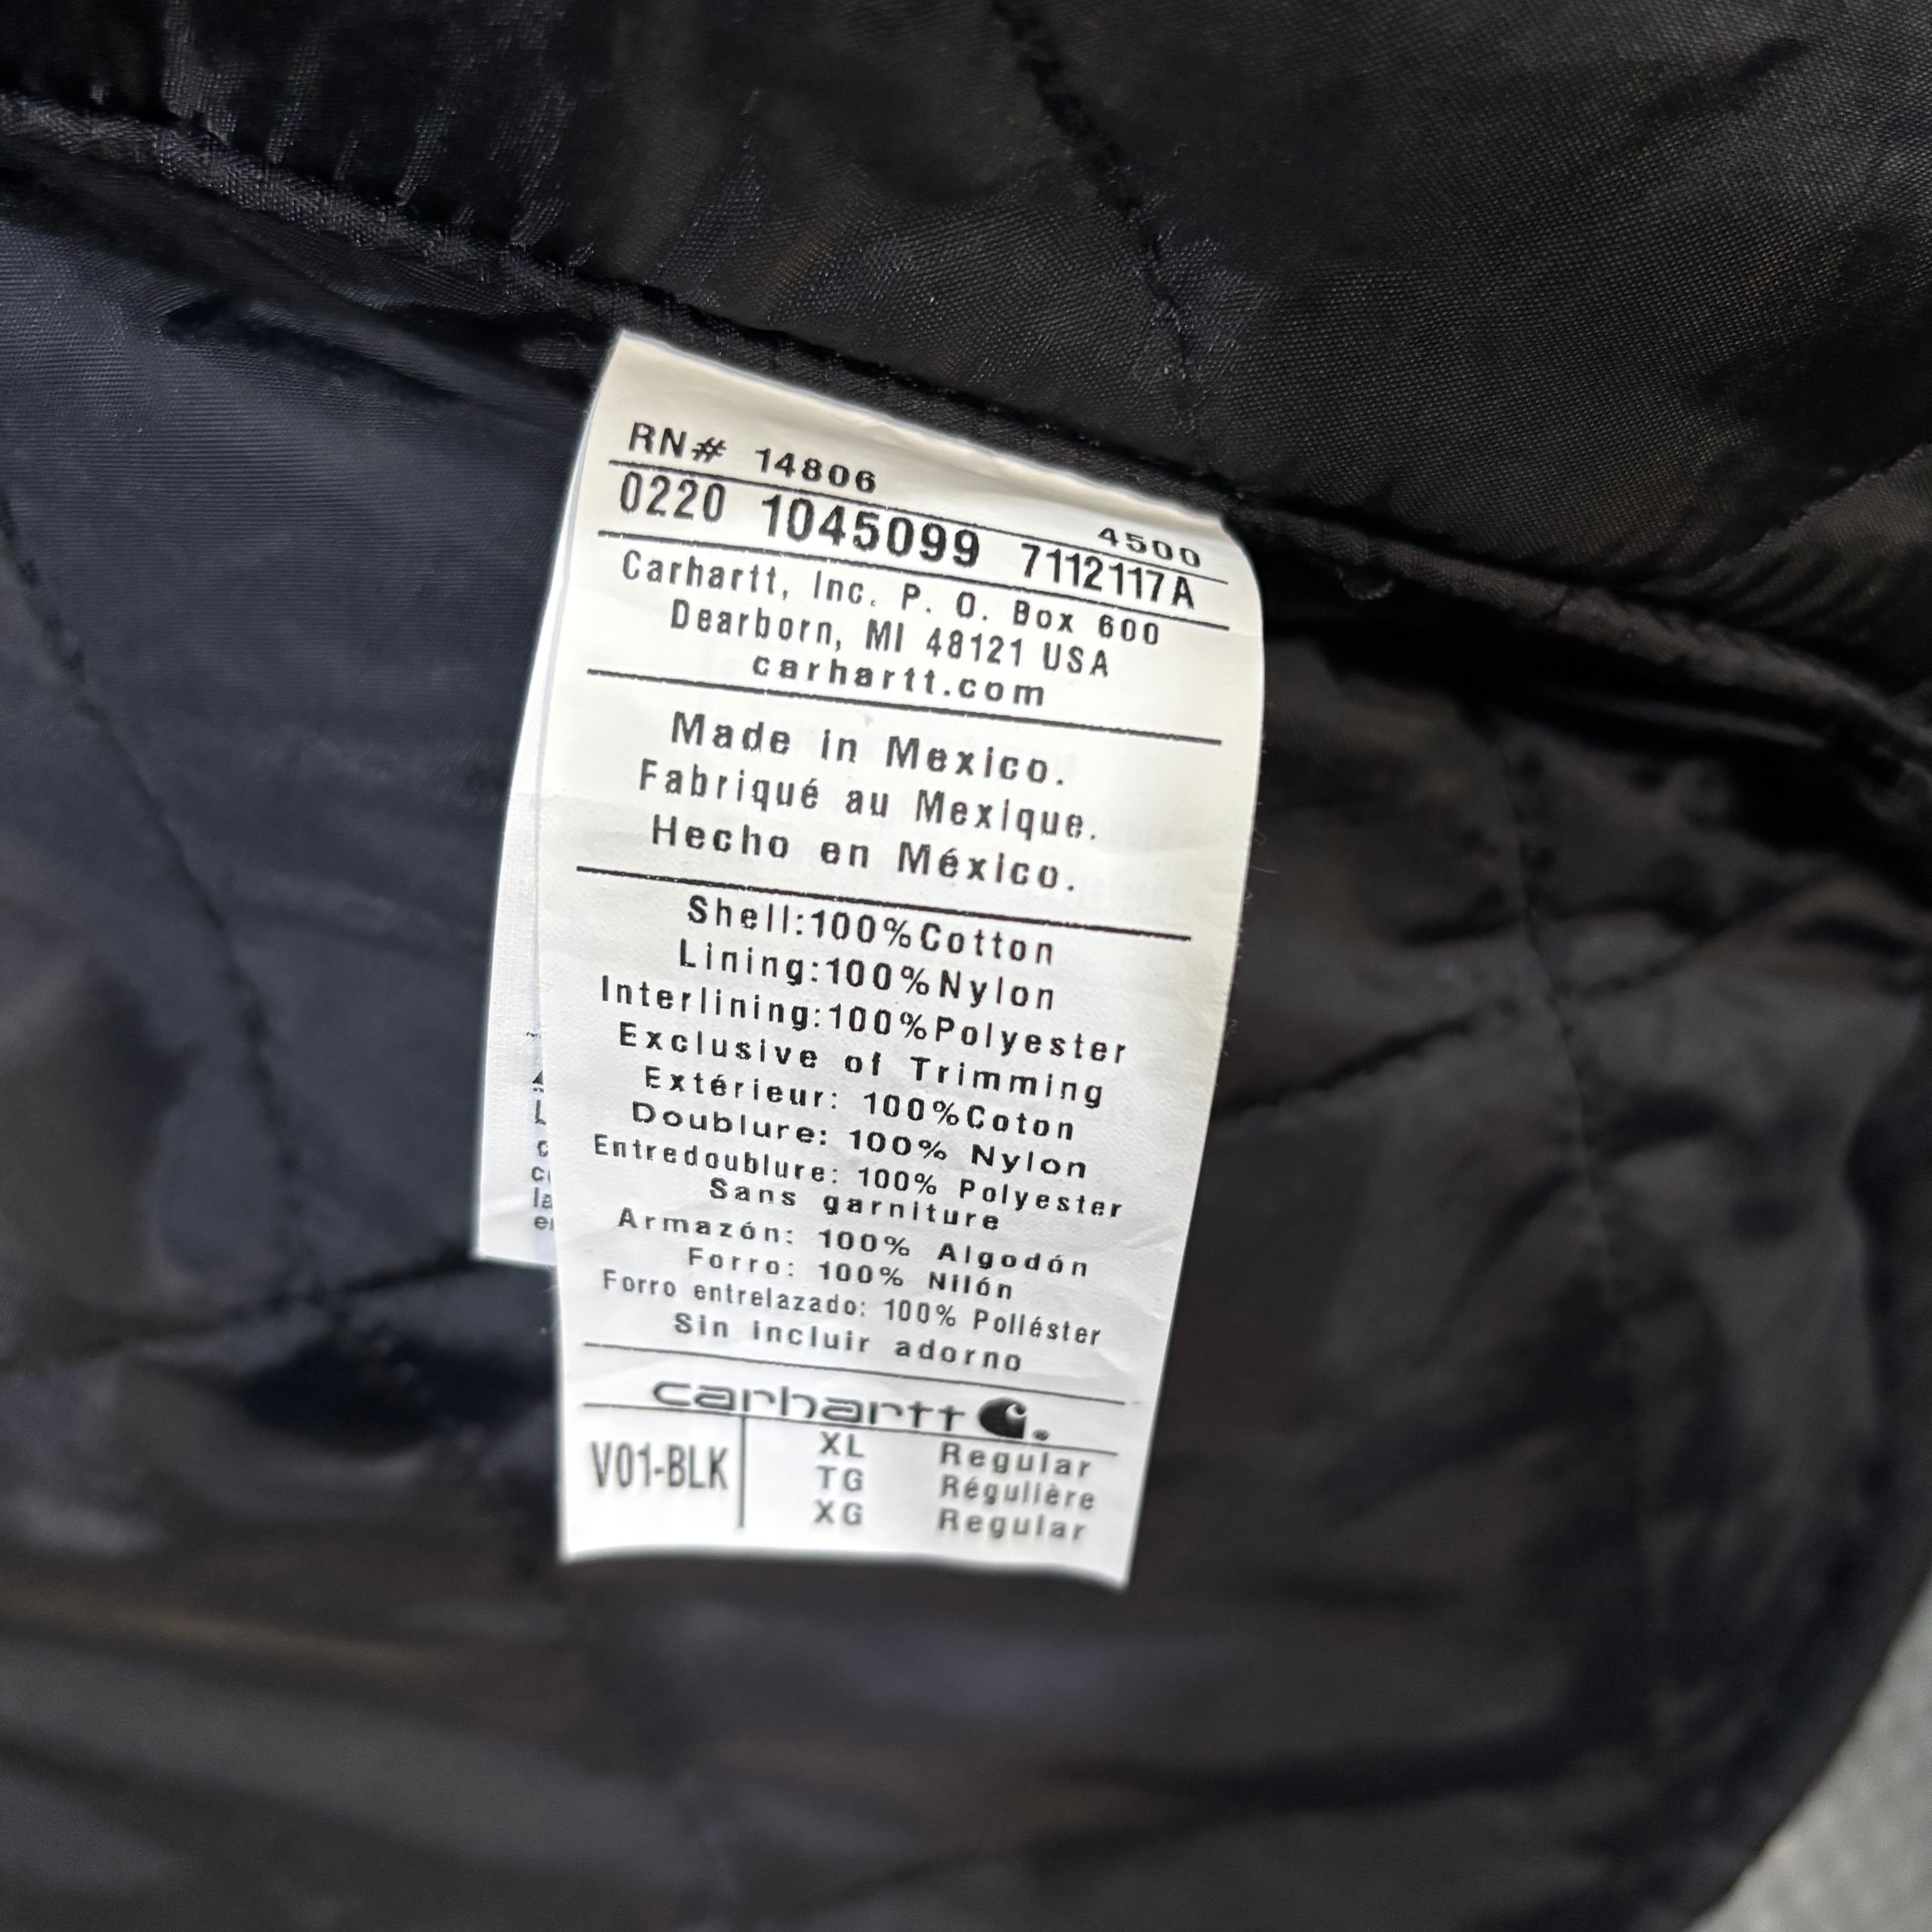 RN# 14806
4500
0220 1045099 7112117A
Carhartt, Inc. P. O. Box 600
Dearborn, MI 48121 USA
carhartt.com
Made in Mexico.
Fabriqué au Mexique.
Hecho en México.
Shell:100%Cotton
Lining:100%Nylon
Interlining:100%Polyester
Exclusive of Trimming
Extérieur: 100%Coton
Doublure: 100% Nylon
Entredoublure: 100% Polyester
Sans garniture
Armazón: 100% Algodón
Forro: 100% Nilón
Forro entrelazado: 100% Poliéster
Sin incluir adorno
carhartt
V01-BLK
XL Regular
TG Régulière
XG Regular